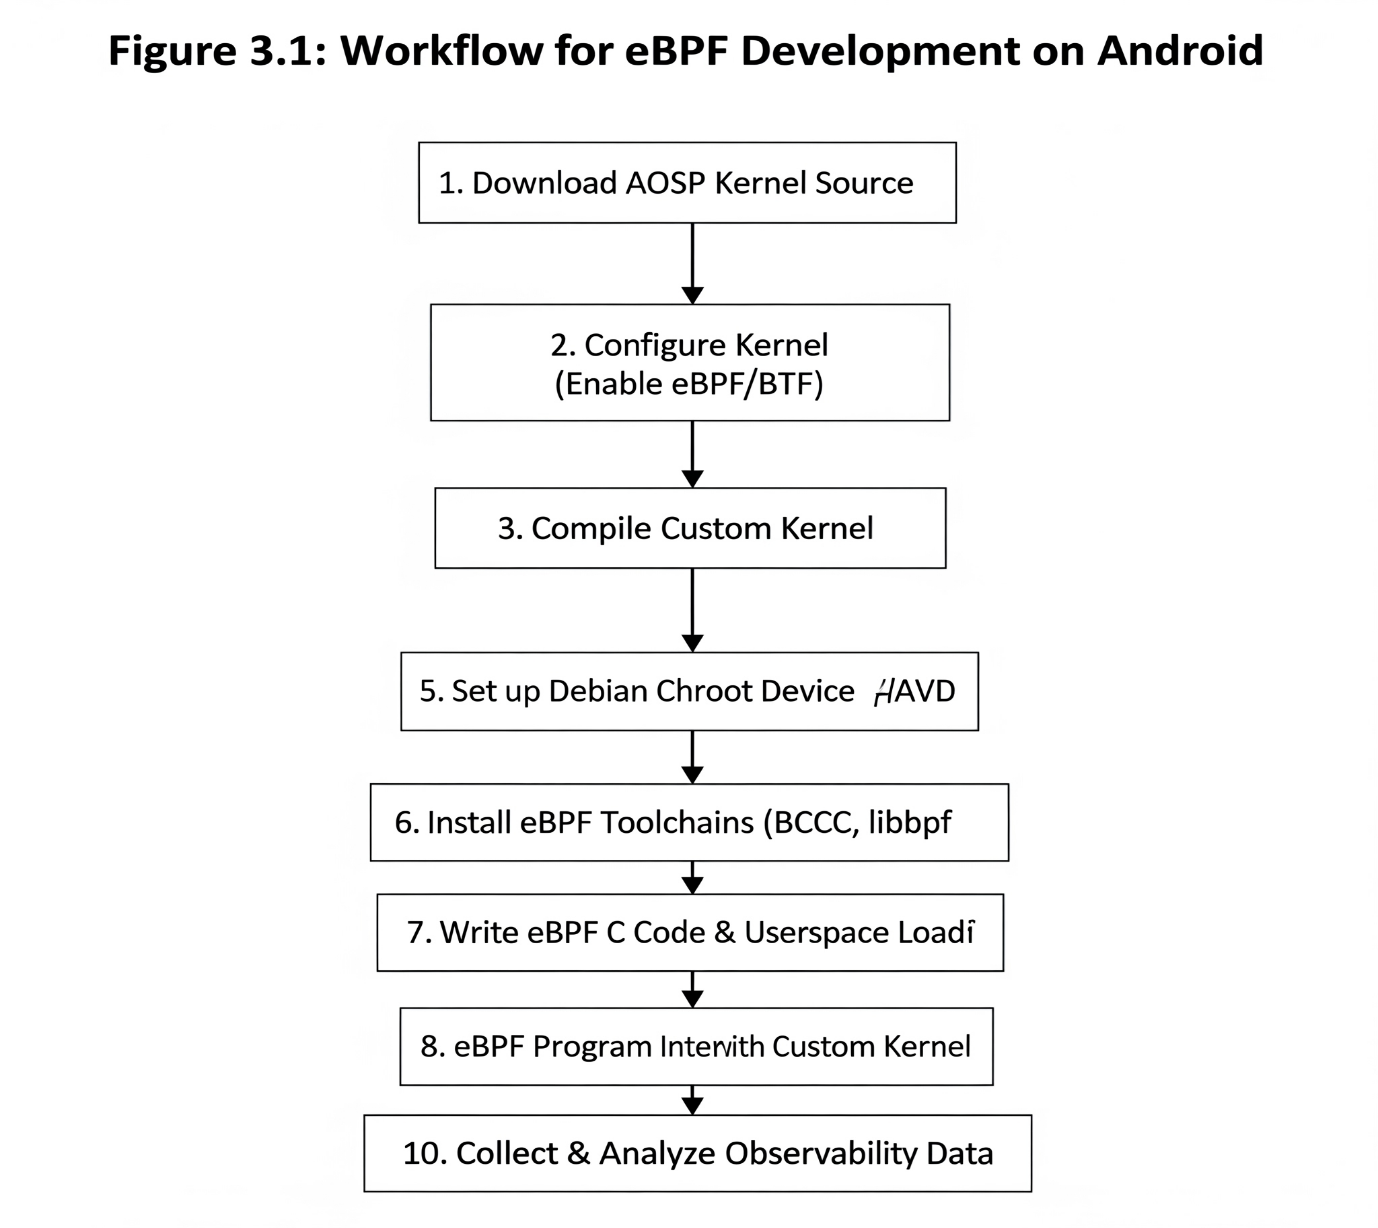 Figure 3.1: Workflow for eBPF Development on Android
1. Download AOSP Kernel Source
2. Configure Kernel
(Enable eBPF/BTF)
3. Compile Custom Kernel
5. Set up Debian Chroot Device /AVD
6. Install eBPF Toolchains (BCCC, libbpf
7. Write eBPF C Code & Userspace Loadi
8. eBPF Program Interwith Custom Kernel
10. Collect & Analyze Observability Data